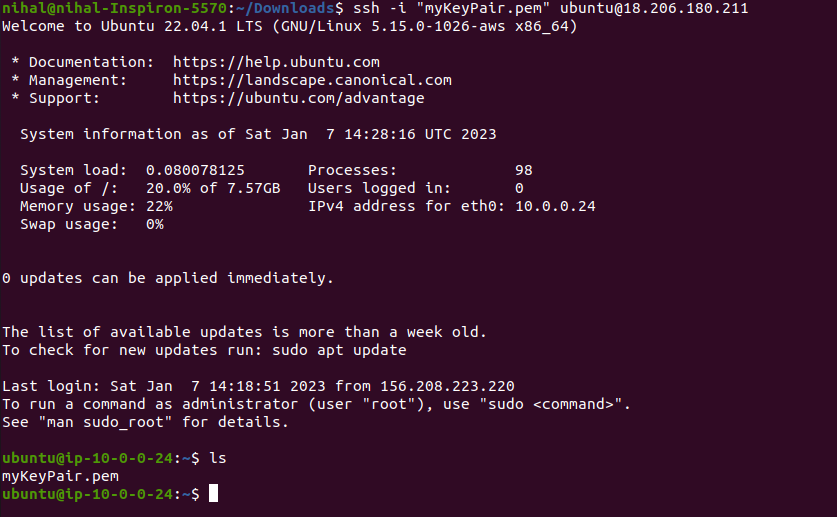 nihal@nihal-Inspiron-5570:~/Downloads$ ssh -i "myKeyPair.pem" ubuntu@18.206.180.211
Welcome to Ubuntu 22.04.1 LTS (GNU/Linux 5.15.0-1026-aws x86_64)
* Documentation:  https://help.ubuntu.com
* Management:     https://landscape.canonical.com
* Support:        https://ubuntu.com/advantage
System information as of Sat Jan  7 14:28:16 UTC 2023
System load:  0.080078125       Processes:             98
Usage of /:   20.0% of 7.57GB   Users logged in:       0
Memory usage: 22%               IPv4 address for eth0: 10.0.0.24
Swap usage:   0%
0 updates can be applied immediately.
The list of available updates is more than a week old.
To check for new updates run: sudo apt update
Last login: Sat Jan  7 14:18:51 2023 from 156.208.223.220
To run a command as administrator (user "root"), use "sudo <command>".
See "man sudo_root" for details.
ubuntu@ip-10-0-0-24:~$ ls
myKeyPair.pem
ubuntu@ip-10-0-0-24:~$